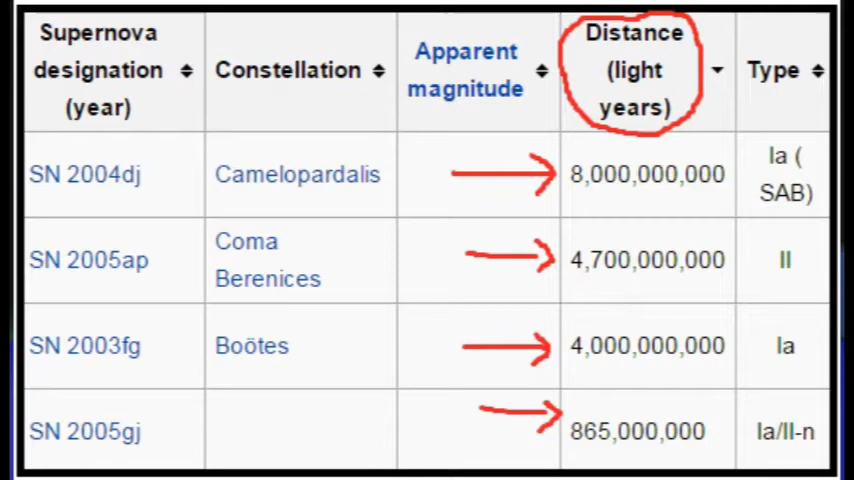 Supernova
designation
(year)
Constellation
Apparent
magnitude
Distance
(light
years)
Type
SN 2004dj
Camelopardalis
8,000,000,000
Ia (
SAB)
SN 2005ap
Coma
Berenices
4,700,000,000
II
SN 2003fg
Boötes
4,000,000,000
Ia
SN 2005gj
865,000,000
Ia/II-n